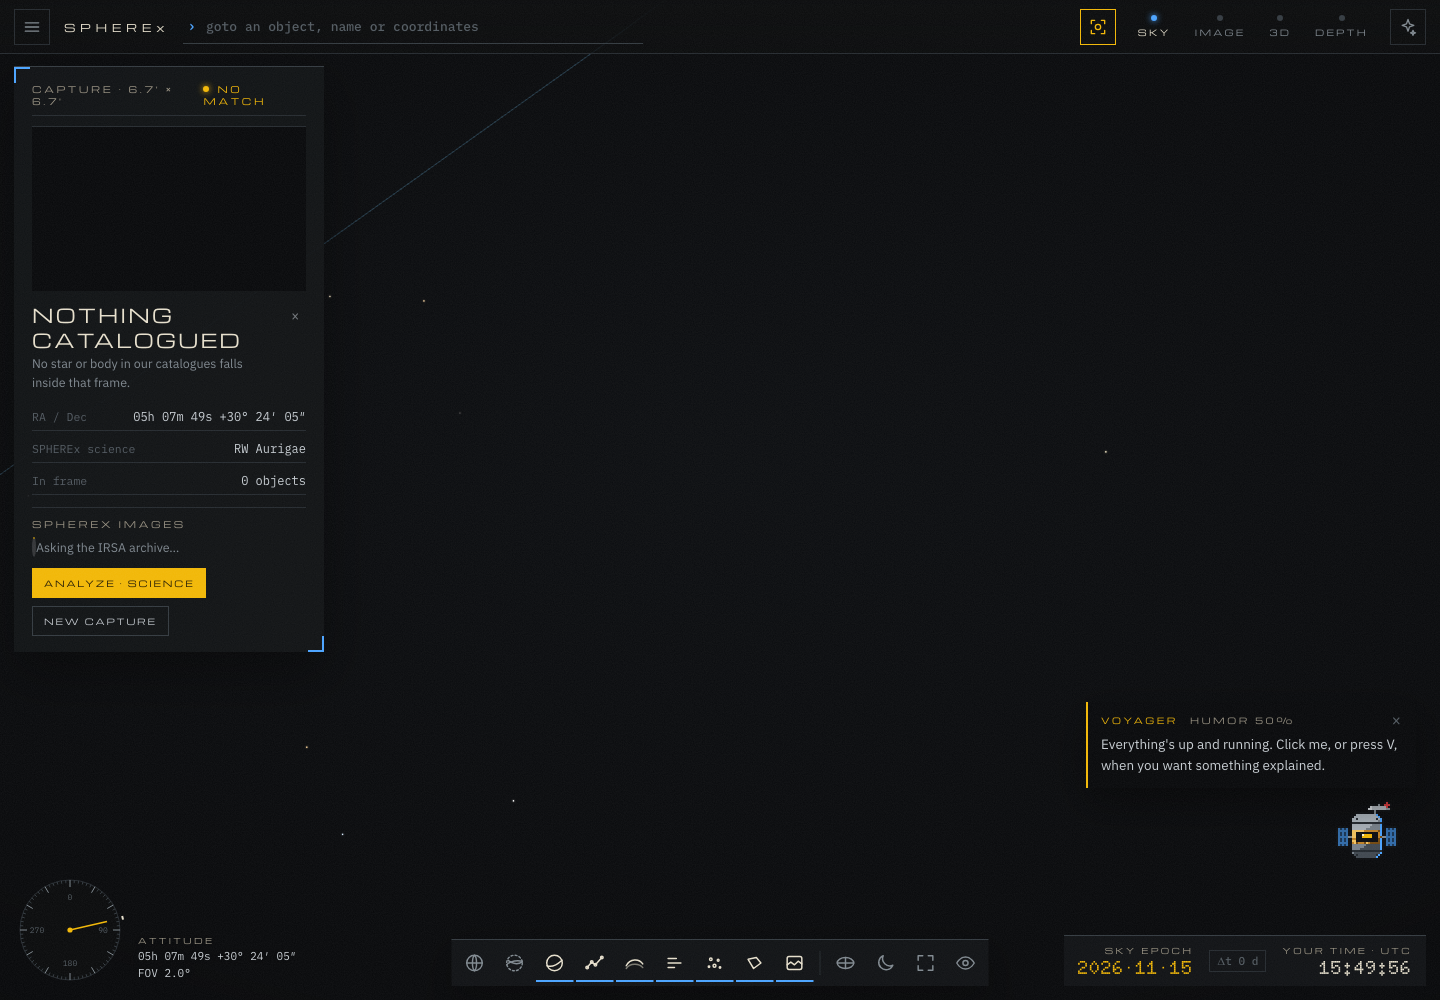 SPHEREx
› goto an object, name or coordinates
SKY
IMAGE
3D
DEPTH
CAPTURE · 6.7′ × 6.7′
NO MATCH
NOTHING CATALOGUED
×
No star or body in our catalogues falls
inside that frame.
RA / Dec 05h 07m 49s +30° 24′ 05″
SPHEREx science RW Aurigae
In frame 0 objects
SPHEREX IMAGES
Asking the IRSA archive…
ANALYZE · SCIENCE
NEW CAPTURE
VOYAGER HUMOR 50% ×
Everything's up and running. Click me, or press V,
when you want something explained.
0
90
180
270
ATTITUDE
05h 07m 49s +30° 24′ 05″
FOV 2.0°
SKY EPOCH
2026·11·15
Δt 0 d
YOUR TIME · UTC
15:49:56